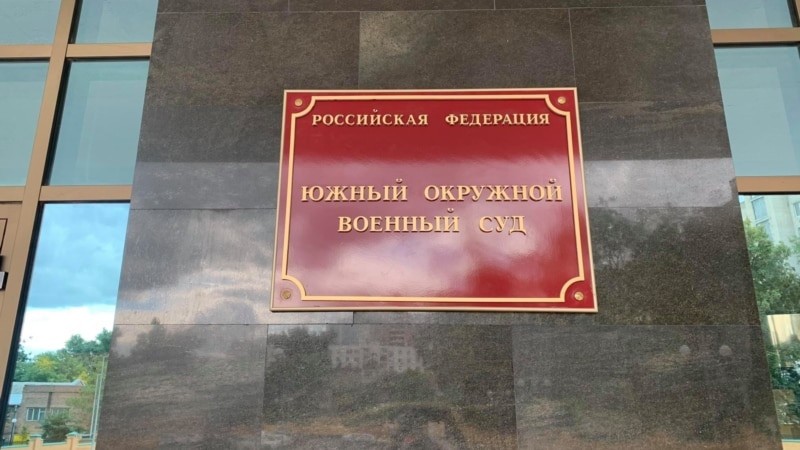 РОССИЙСКАЯ ФЕДЕРАЦИЯ
ЮЖНЫЙ ОКРУЖНОЙ
ВОЕННЫЙ СУД